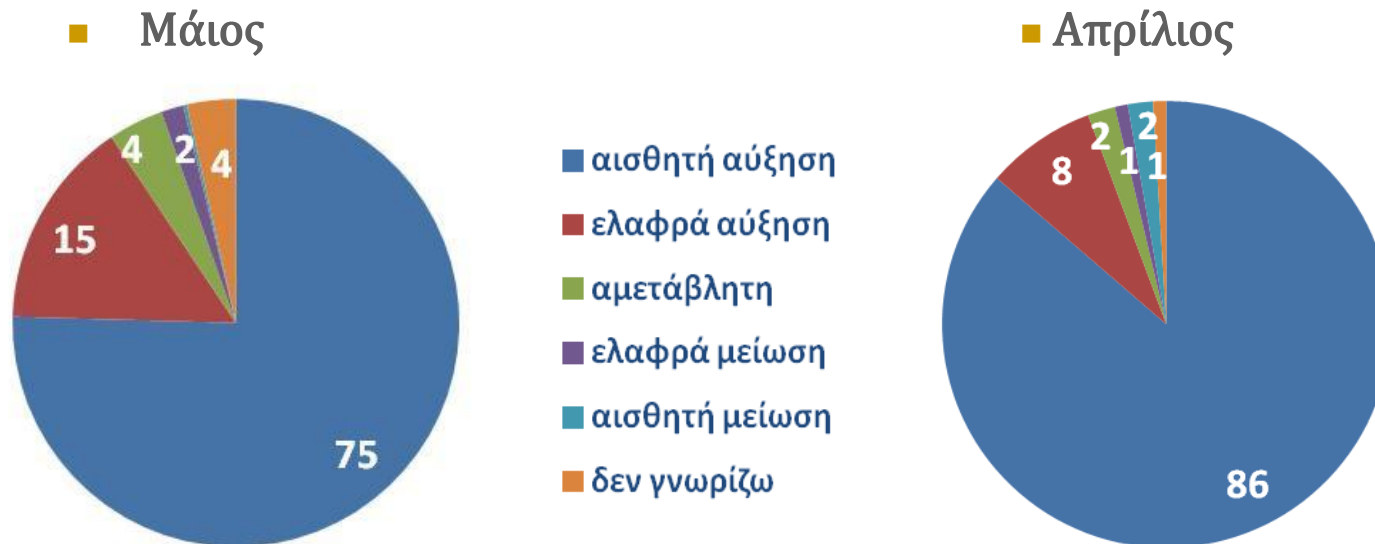 Μάιος
4
2
4
15
75
αισθητή αύξηση
ελαφρά αύξηση
αμετάβλητη
ελαφρά μείωση
αισθητή μείωση
δεν γνωρίζω
Απρίλιος
8
2
1
2
1
86